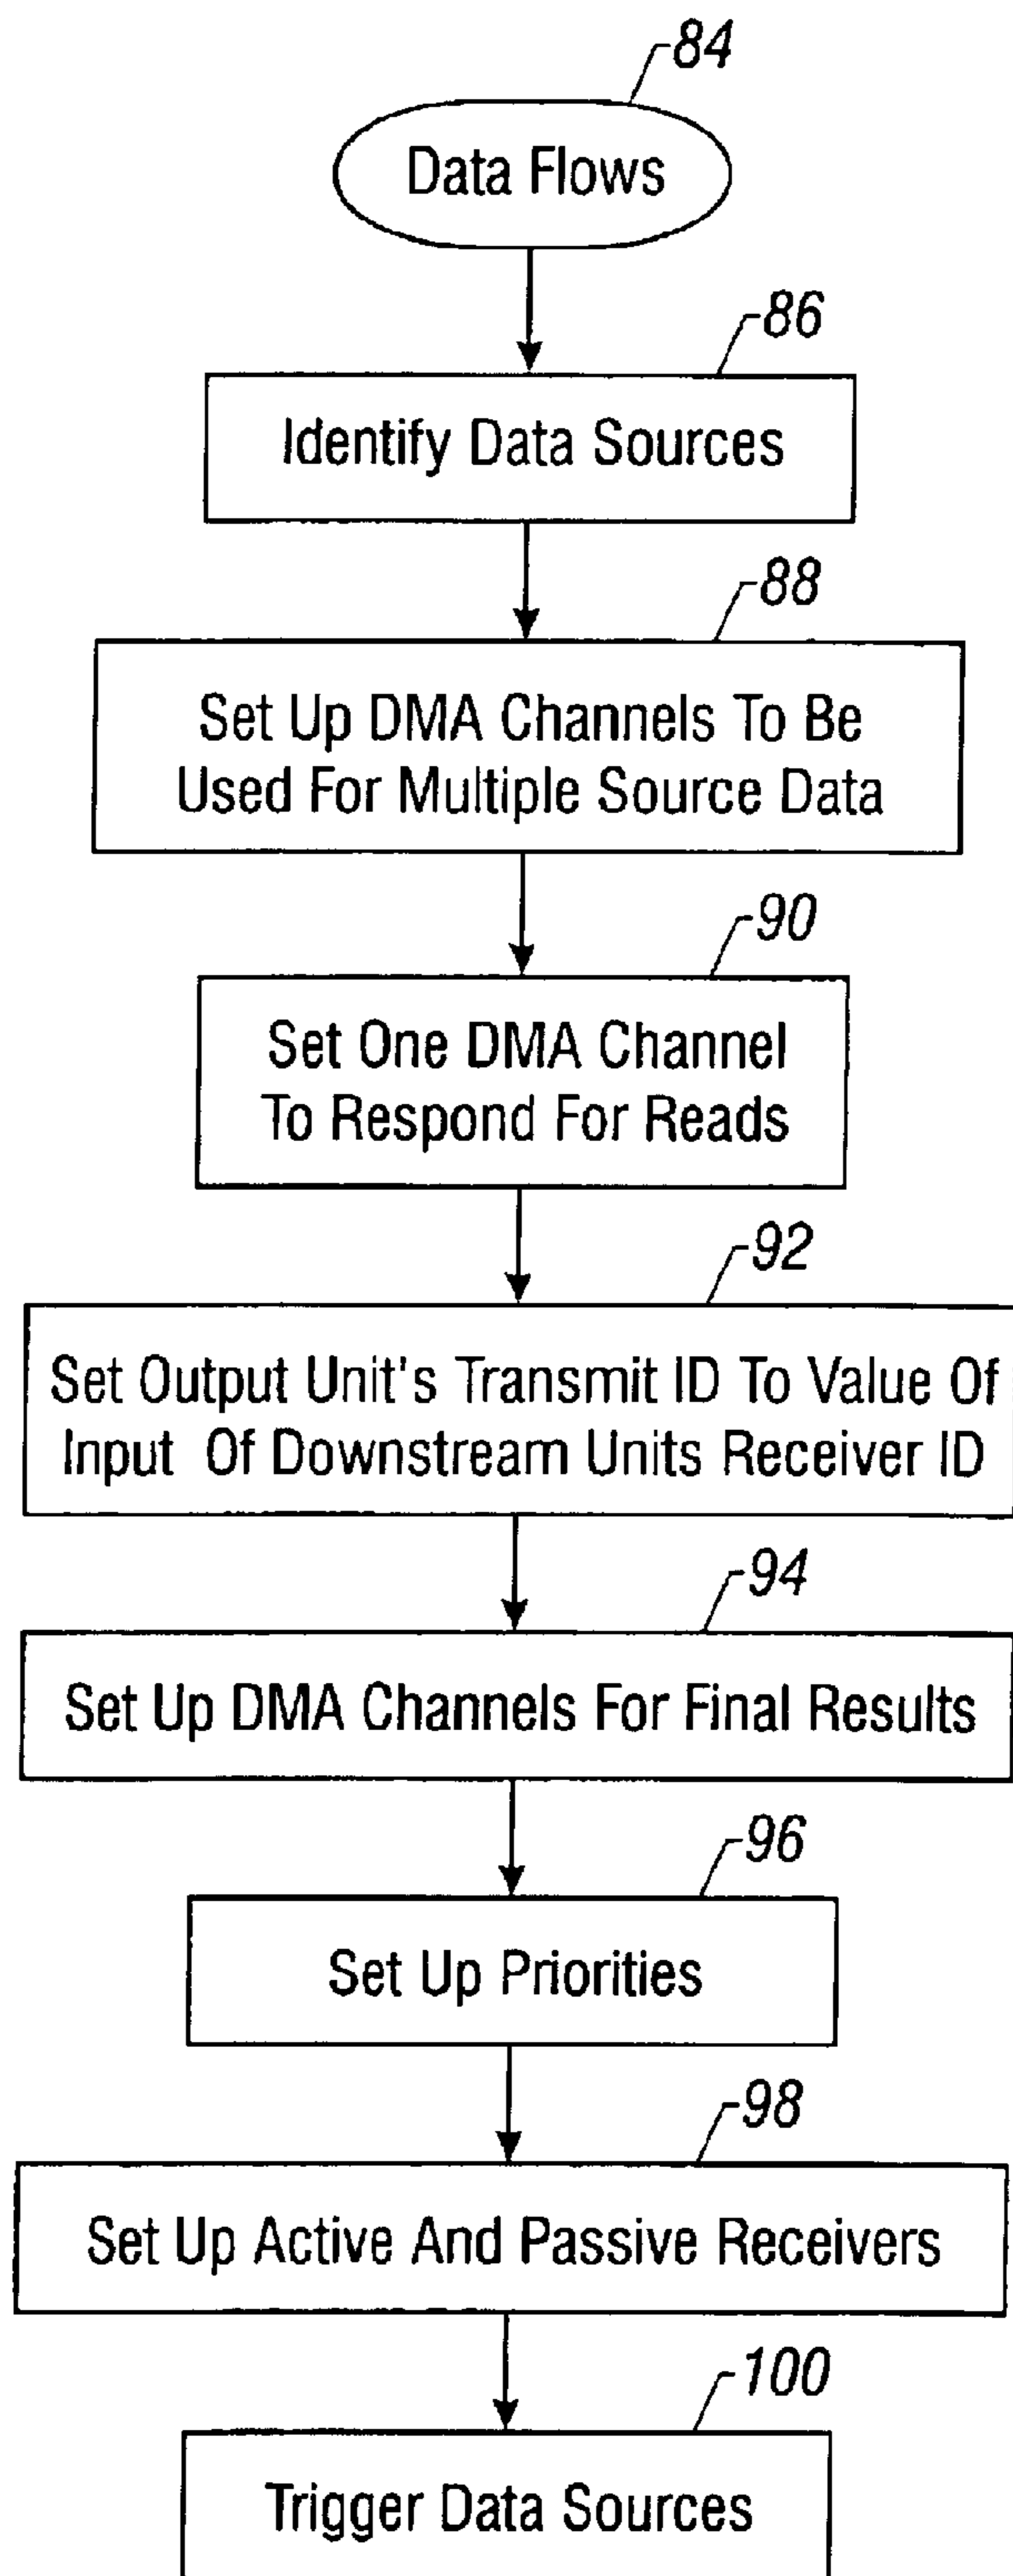 84
Data Flows
86
Identify Data Sources
88
Set Up DMA Channels To Be
Used For Multiple Source Data
90
Set One DMA Channel
To Respond For Reads
92
Set Output Unit's Transmit ID To Value Of
Input Of Downstream Units Receiver ID
94
Set Up DMA Channels For Final Results
96
Set Up Priorities
98
Set Up Active And Passive Receivers
100
Trigger Data Sources